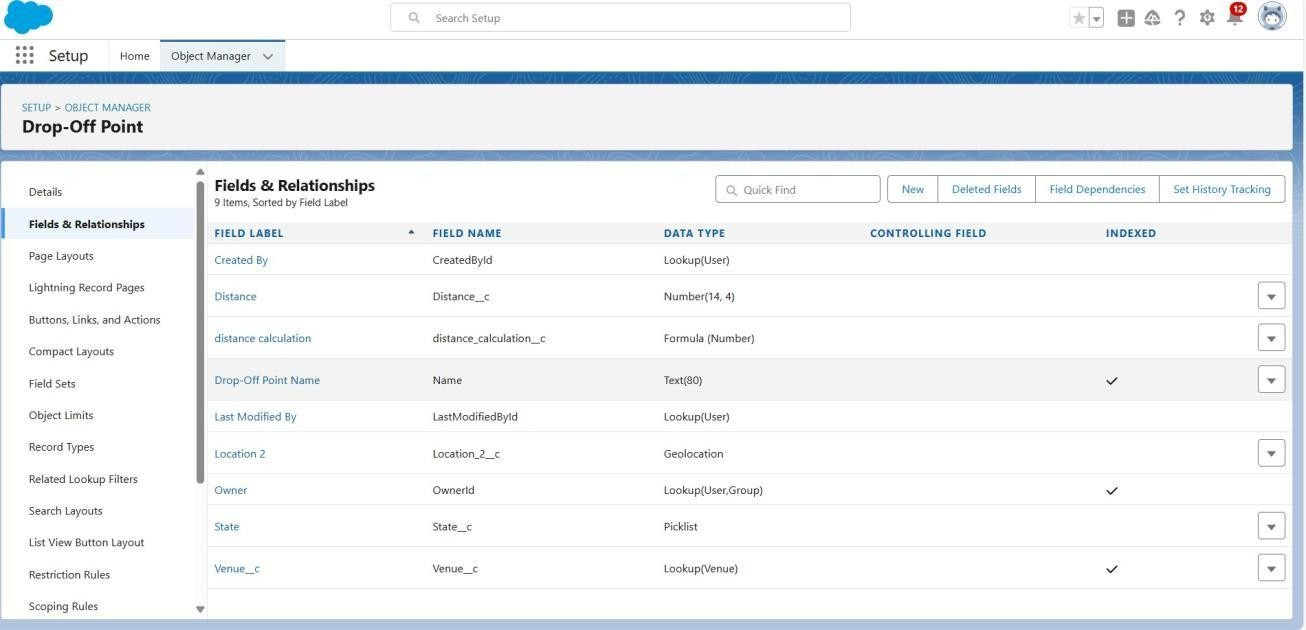 Search Setup
12
Setup Home Object Manager
SETUP > OBJECT MANAGER
Drop-Off Point
Details
Fields & Relationships
Page Layouts
Lightning Record Pages
Buttons, Links, and Actions
Compact Layouts
Field Sets
Object Limits
Record Types
Related Lookup Filters
Search Layouts
List View Button Layout
Restriction Rules
Scoping Rules
Fields & Relationships
9 Items, Sorted by Field Label
Quick Find New Deleted Fields Field Dependencies Set History Tracking
FIELD LABEL FIELD NAME DATA TYPE CONTROLLING FIELD INDEXED
Created By CreatedById Lookup(User)
Distance Distance__c Number(14, 4)
distance calculation distance_calculation__c Formula (Number)
Drop-Off Point Name Name Text(80)
Last Modified By LastModifiedById Lookup(User)
Location 2 Location_2__c Geolocation
Owner OwnerId Lookup(User,Group)
State State__c Picklist
Venue__c Venue__c Lookup(Venue)